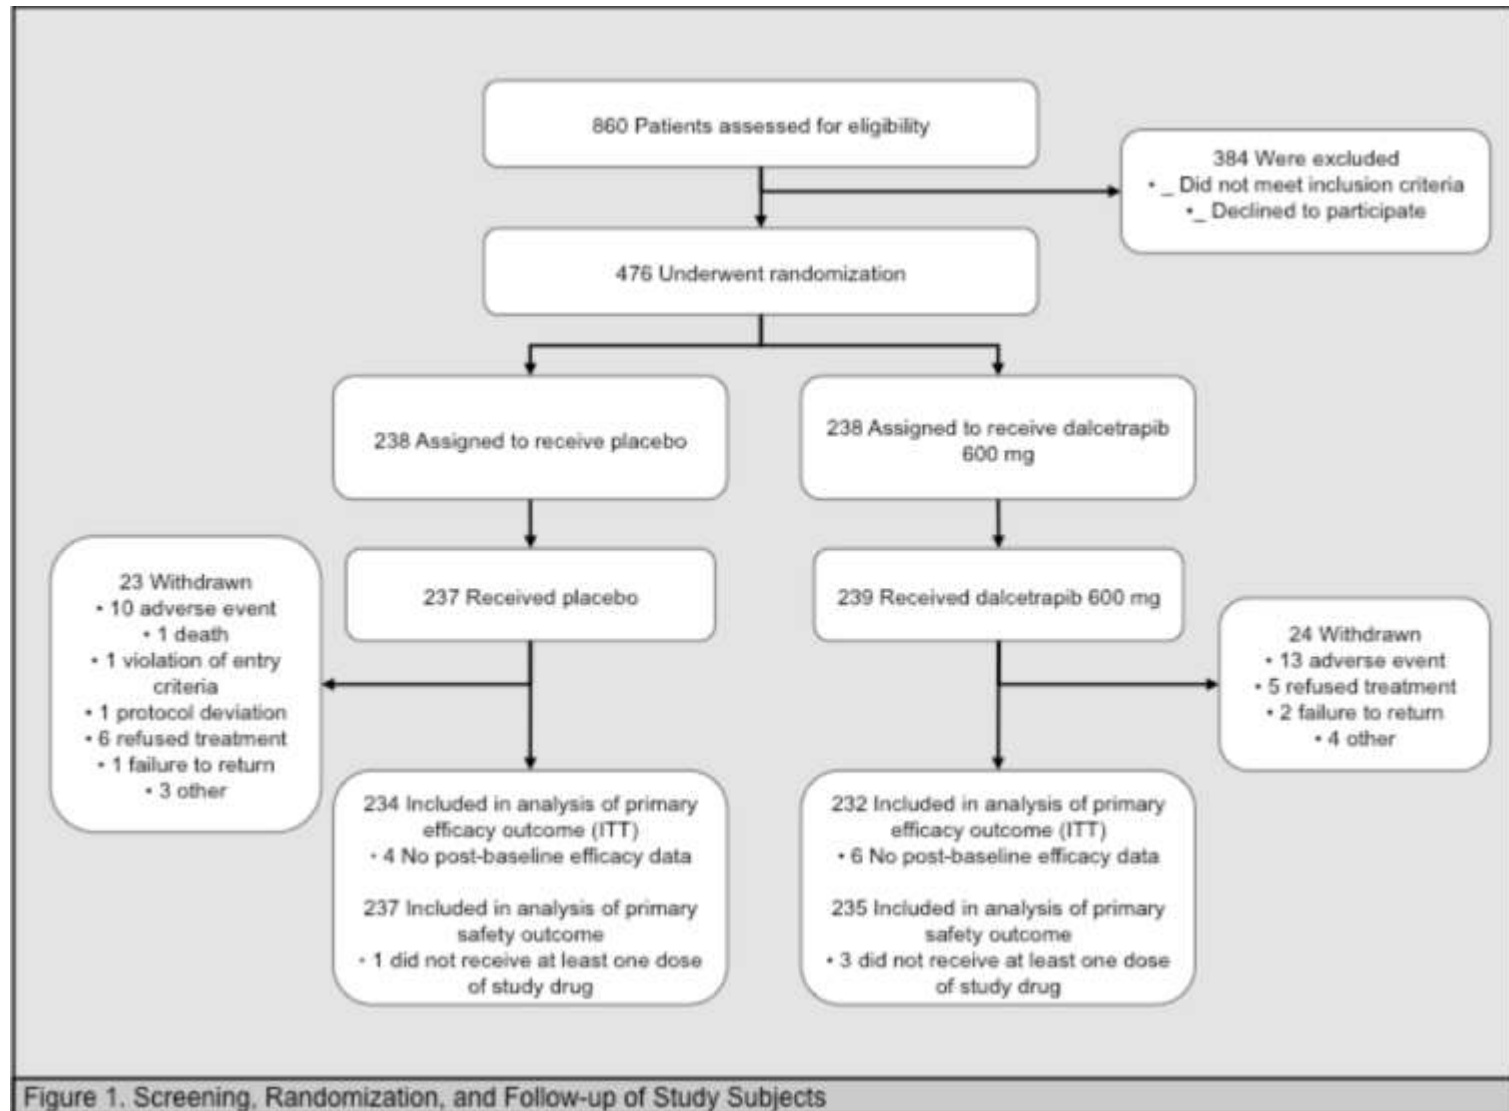 860 Patients assessed for eligibility
384 Were excluded
• _ Did not meet inclusion criteria
•_ Declined to participate
476 Underwent randomization
238 Assigned to receive placebo
238 Assigned to receive dalcetrapib
600 mg
237 Received placebo
239 Received dalcetrapib 600 mg
23 Withdrawn
• 10 adverse event
• 1 death
• 1 violation of entry
criteria
• 1 protocol deviation
• 6 refused treatment
• 1 failure to return
• 3 other
24 Withdrawn
• 13 adverse event
• 5 refused treatment
• 2 failure to return
• 4 other
234 Included in analysis of primary
efficacy outcome (ITT)
• 4 No post-baseline efficacy data
237 Included in analysis of primary
safety outcome
• 1 did not receive at least one dose
of study drug
232 Included in analysis of primary
efficacy outcome (ITT)
• 6 No post-baseline efficacy data
235 Included in analysis of primary
safety outcome
• 3 did not receive at least one dose
of study drug
Figure 1. Screening, Randomization, and Follow-up of Study Subjects